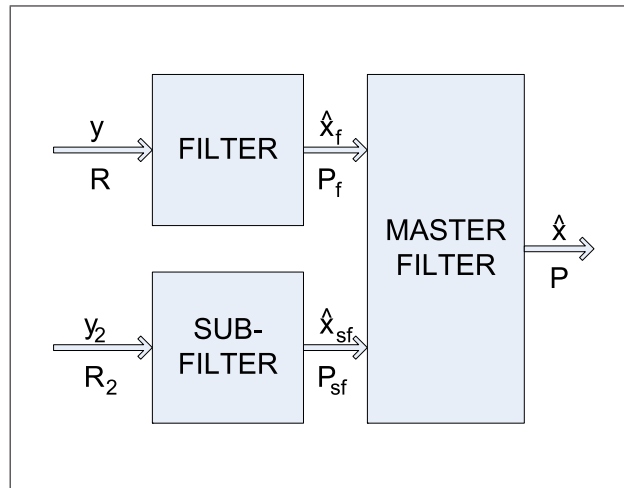 y
R
FILTER
x̂f
Pf
y2
R2
SUB-
FILTER
x̂sf
Psf
MASTER
FILTER
x̂
P